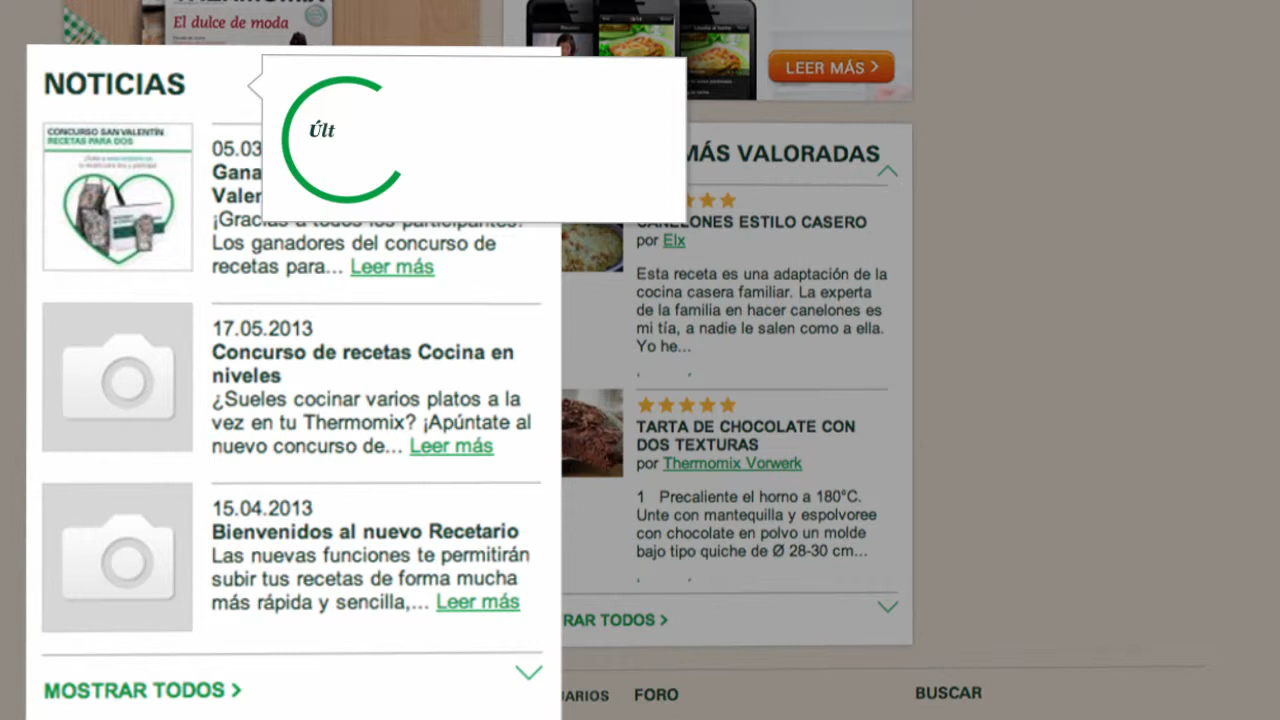 El dulce de moda
LEER MÁS >
NOTICIAS
Últ
CONCURSO SAN VALENTÍN
RECETAS PARA DOS
05.03
Gana
Valen
¡Gracias a todos los participantes!
Los ganadores del concurso de
recetas para... Leer más
17.05.2013
Concurso de recetas Cocina en
niveles
¿Sueles cocinar varios platos a la
vez en tu Thermomix? ¡Apúntate al
nuevo concurso de... Leer más
15.04.2013
Bienvenidos al nuevo Recetario
Las nuevas funciones te permitirán
subir tus recetas de forma mucha
más rápida y sencilla,... Leer más
MOSTRAR TODOS >
MÁS VALORADAS
CANELONES ESTILO CASERO
por Elx
Esta receta es una adaptación de la
cocina casera familiar. La experta
de la familia en hacer canelones es
mi tía, a nadie le salen como a ella.
Yo he...
TARTA DE CHOCOLATE CON
DOS TEXTURAS
por Thermomix Vorwerk
1 Precaliente el horno a 180°C.
Unte con mantequilla y espolvoree
con chocolate en polvo un molde
bajo tipo quiche de Ø 28-30 cm...
RAR TODOS >
UARIOS
FORO
BUSCAR